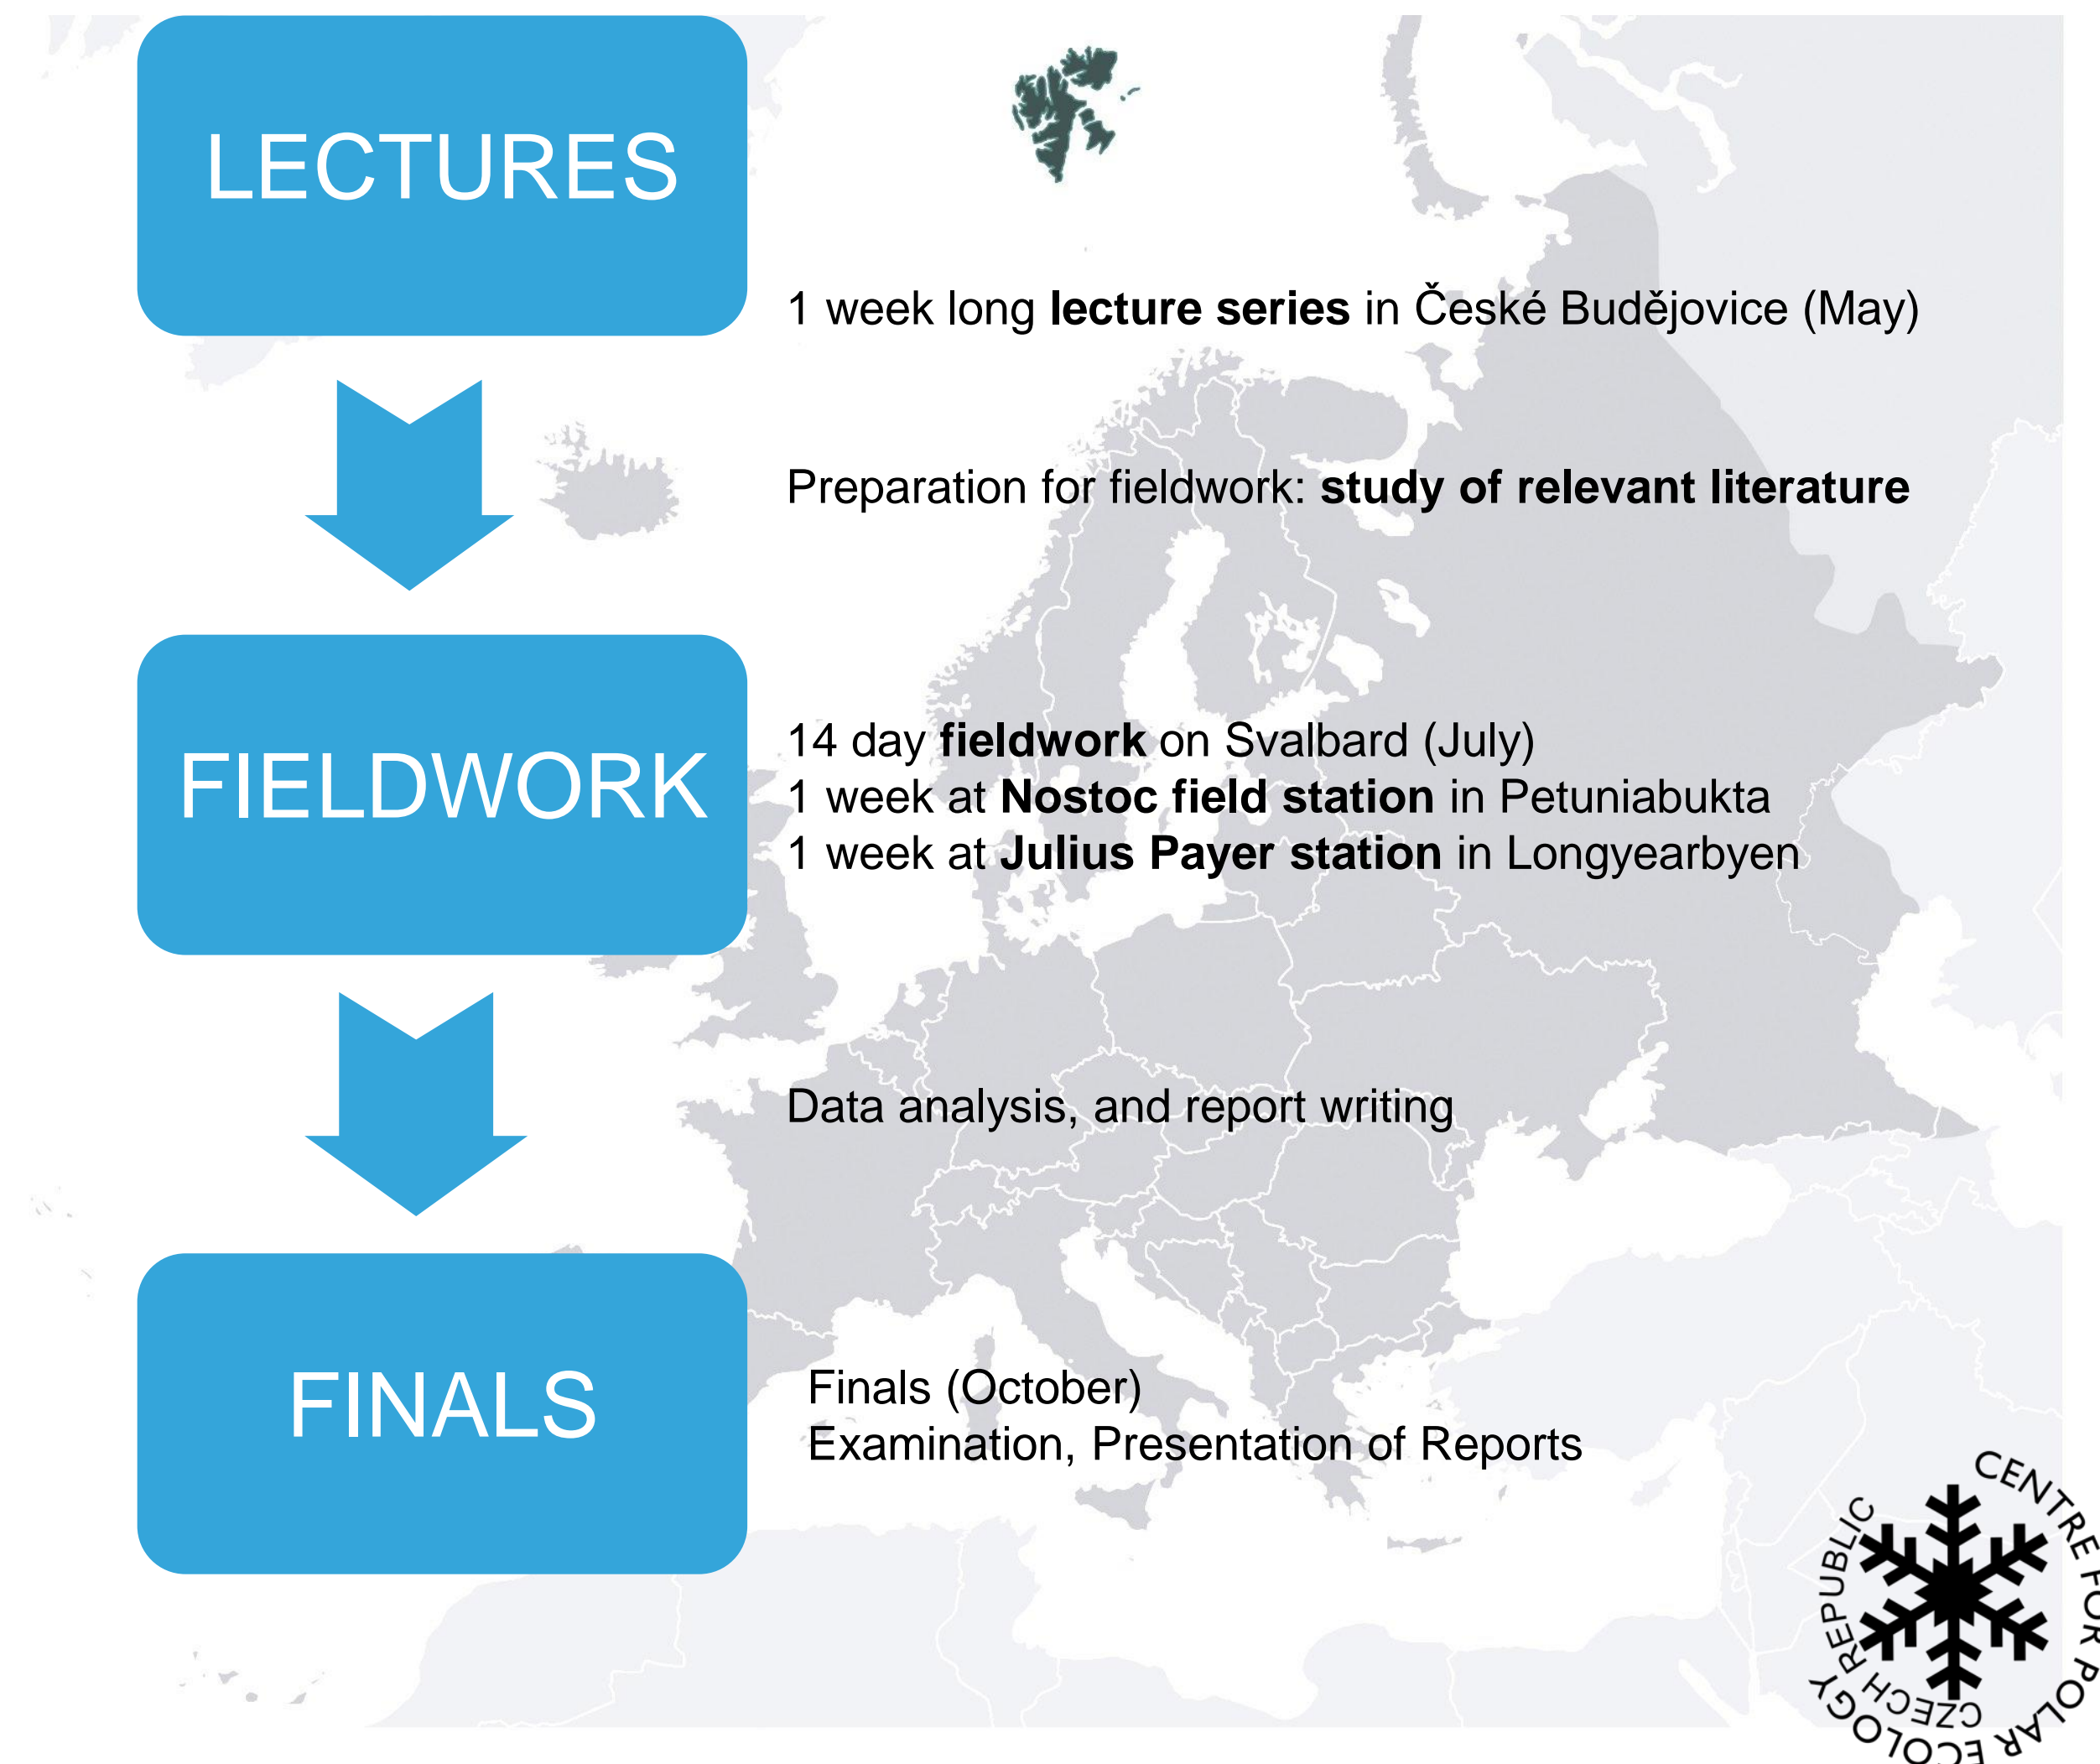 LECTURES
1 week long lecture series in České Budějovice (May)
Preparation for fieldwork: study of relevant literature
FIELDWORK
14 day fieldwork on Svalbard (July)
1 week at Nostoc field station in Petuniabukta
1 week at Julius Payer station in Longyearbyen
Data analysis, and report writing
FINALS
Finals (October)
Examination, Presentation of Reports
CENTRE FOR POLAR ECOLOGY
CZECH REPUBLIC